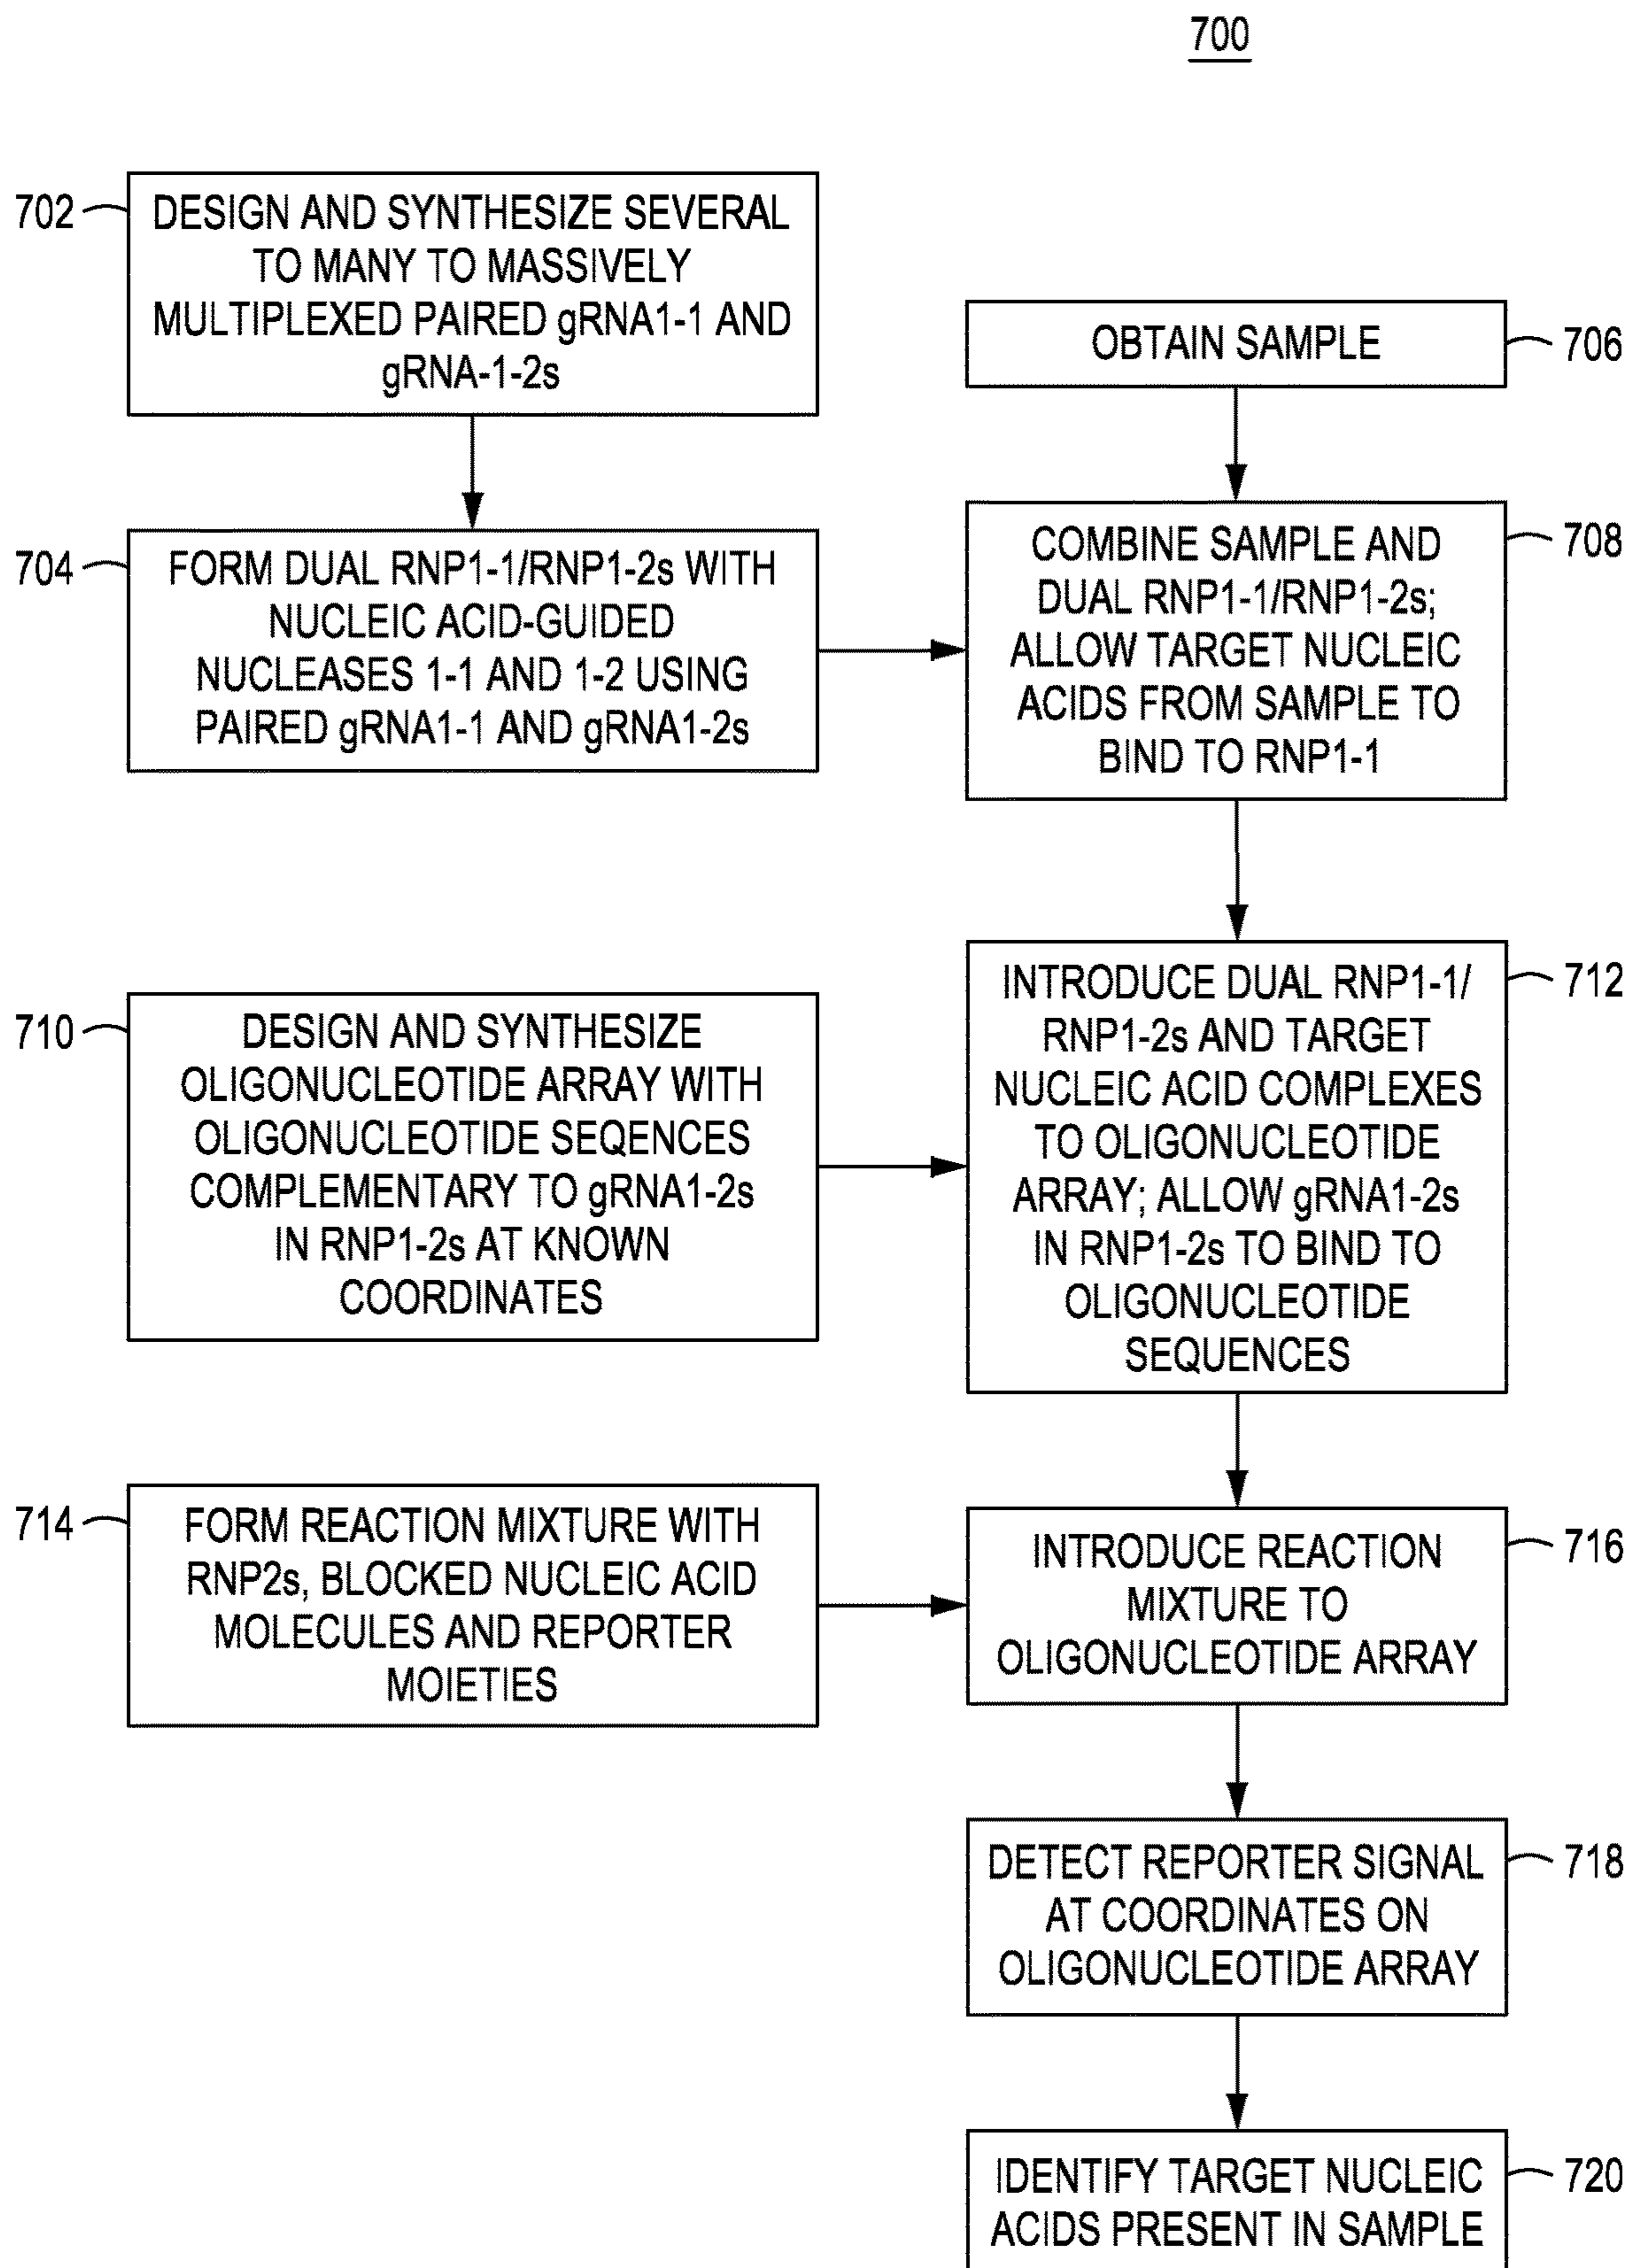 700
702
DESIGN AND SYNTHESIZE SEVERAL
TO MANY TO MASSIVELY
MULTIPLEXED PAIRED gRNA1-1 AND
gRNA-1-2s
OBTAIN SAMPLE
706
704
FORM DUAL RNP1-1/RNP1-2s WITH
NUCLEIC ACID-GUIDED
NUCLEASES 1-1 AND 1-2 USING
PAIRED gRNA1-1 AND gRNA1-2s
COMBINE SAMPLE AND
DUAL RNP1-1/RNP1-2s;
ALLOW TARGET NUCLEIC
ACIDS FROM SAMPLE TO
BIND TO RNP1-1
708
710
DESIGN AND SYNTHESIZE
OLIGONUCLEOTIDE ARRAY WITH
OLIGONUCLEOTIDE SEQENCES
COMPLEMENTARY TO gRNA1-2s
IN RNP1-2s AT KNOWN
COORDINATES
INTRODUCE DUAL RNP1-1/
RNP1-2s AND TARGET
NUCLEIC ACID COMPLEXES
TO OLIGONUCLEOTIDE
ARRAY; ALLOW gRNA1-2s
IN RNP1-2s TO BIND TO
OLIGONUCLEOTIDE
SEQUENCES
712
714
FORM REACTION MIXTURE WITH
RNP2s, BLOCKED NUCLEIC ACID
MOLECULES AND REPORTER
MOIETIES
INTRODUCE REACTION
MIXTURE TO
OLIGONUCLEOTIDE ARRAY
716
DETECT REPORTER SIGNAL
AT COORDINATES ON
OLIGONUCLEOTIDE ARRAY
718
IDENTIFY TARGET NUCLEIC
ACIDS PRESENT IN SAMPLE
720